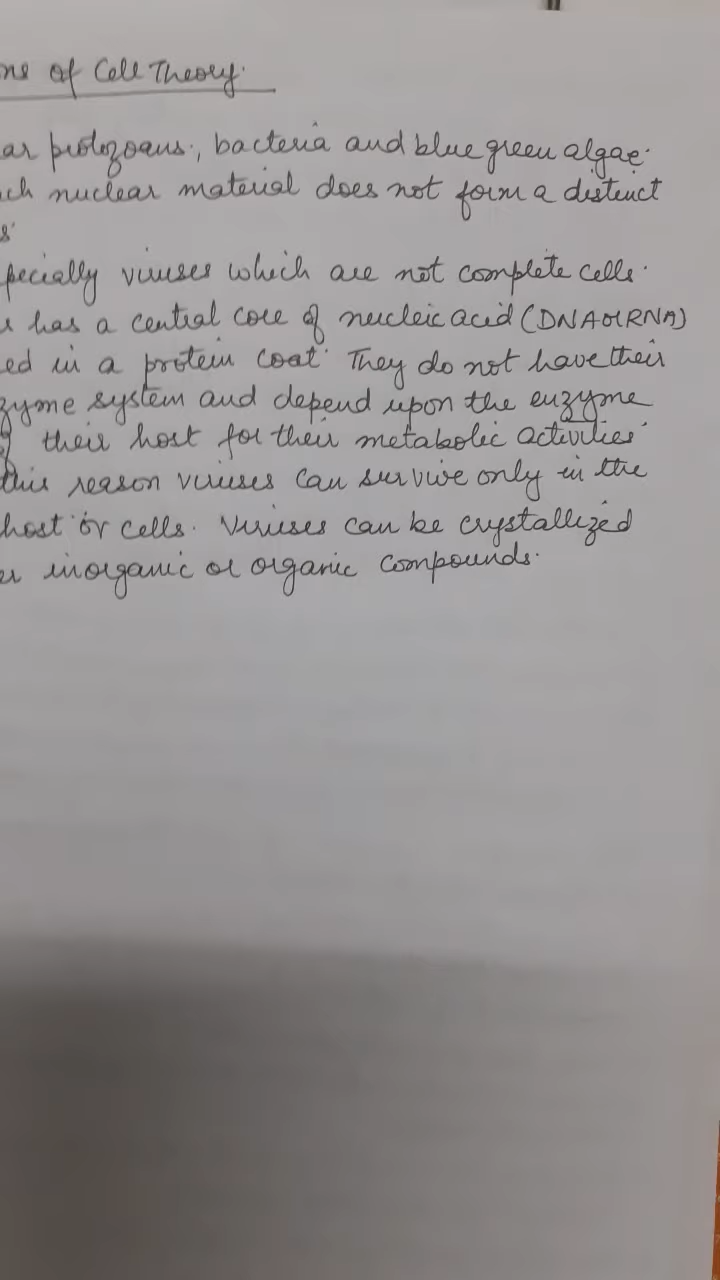 ns of Cell Theory.
ar protozoans, bacteria and blue green algae.
ch nuclear material does not form a distinct
s
pecially viruses which are not complete cells.
has a central core of nucleic acid (DNA or RNA)
ed in a protein coat. They do not have their
zyme system and depend upon the enzyme
their host for their metabolic activities.
this reason viruses can survive only in the
host or cells. Viruses can be crystallized
inorganic or organic compounds.